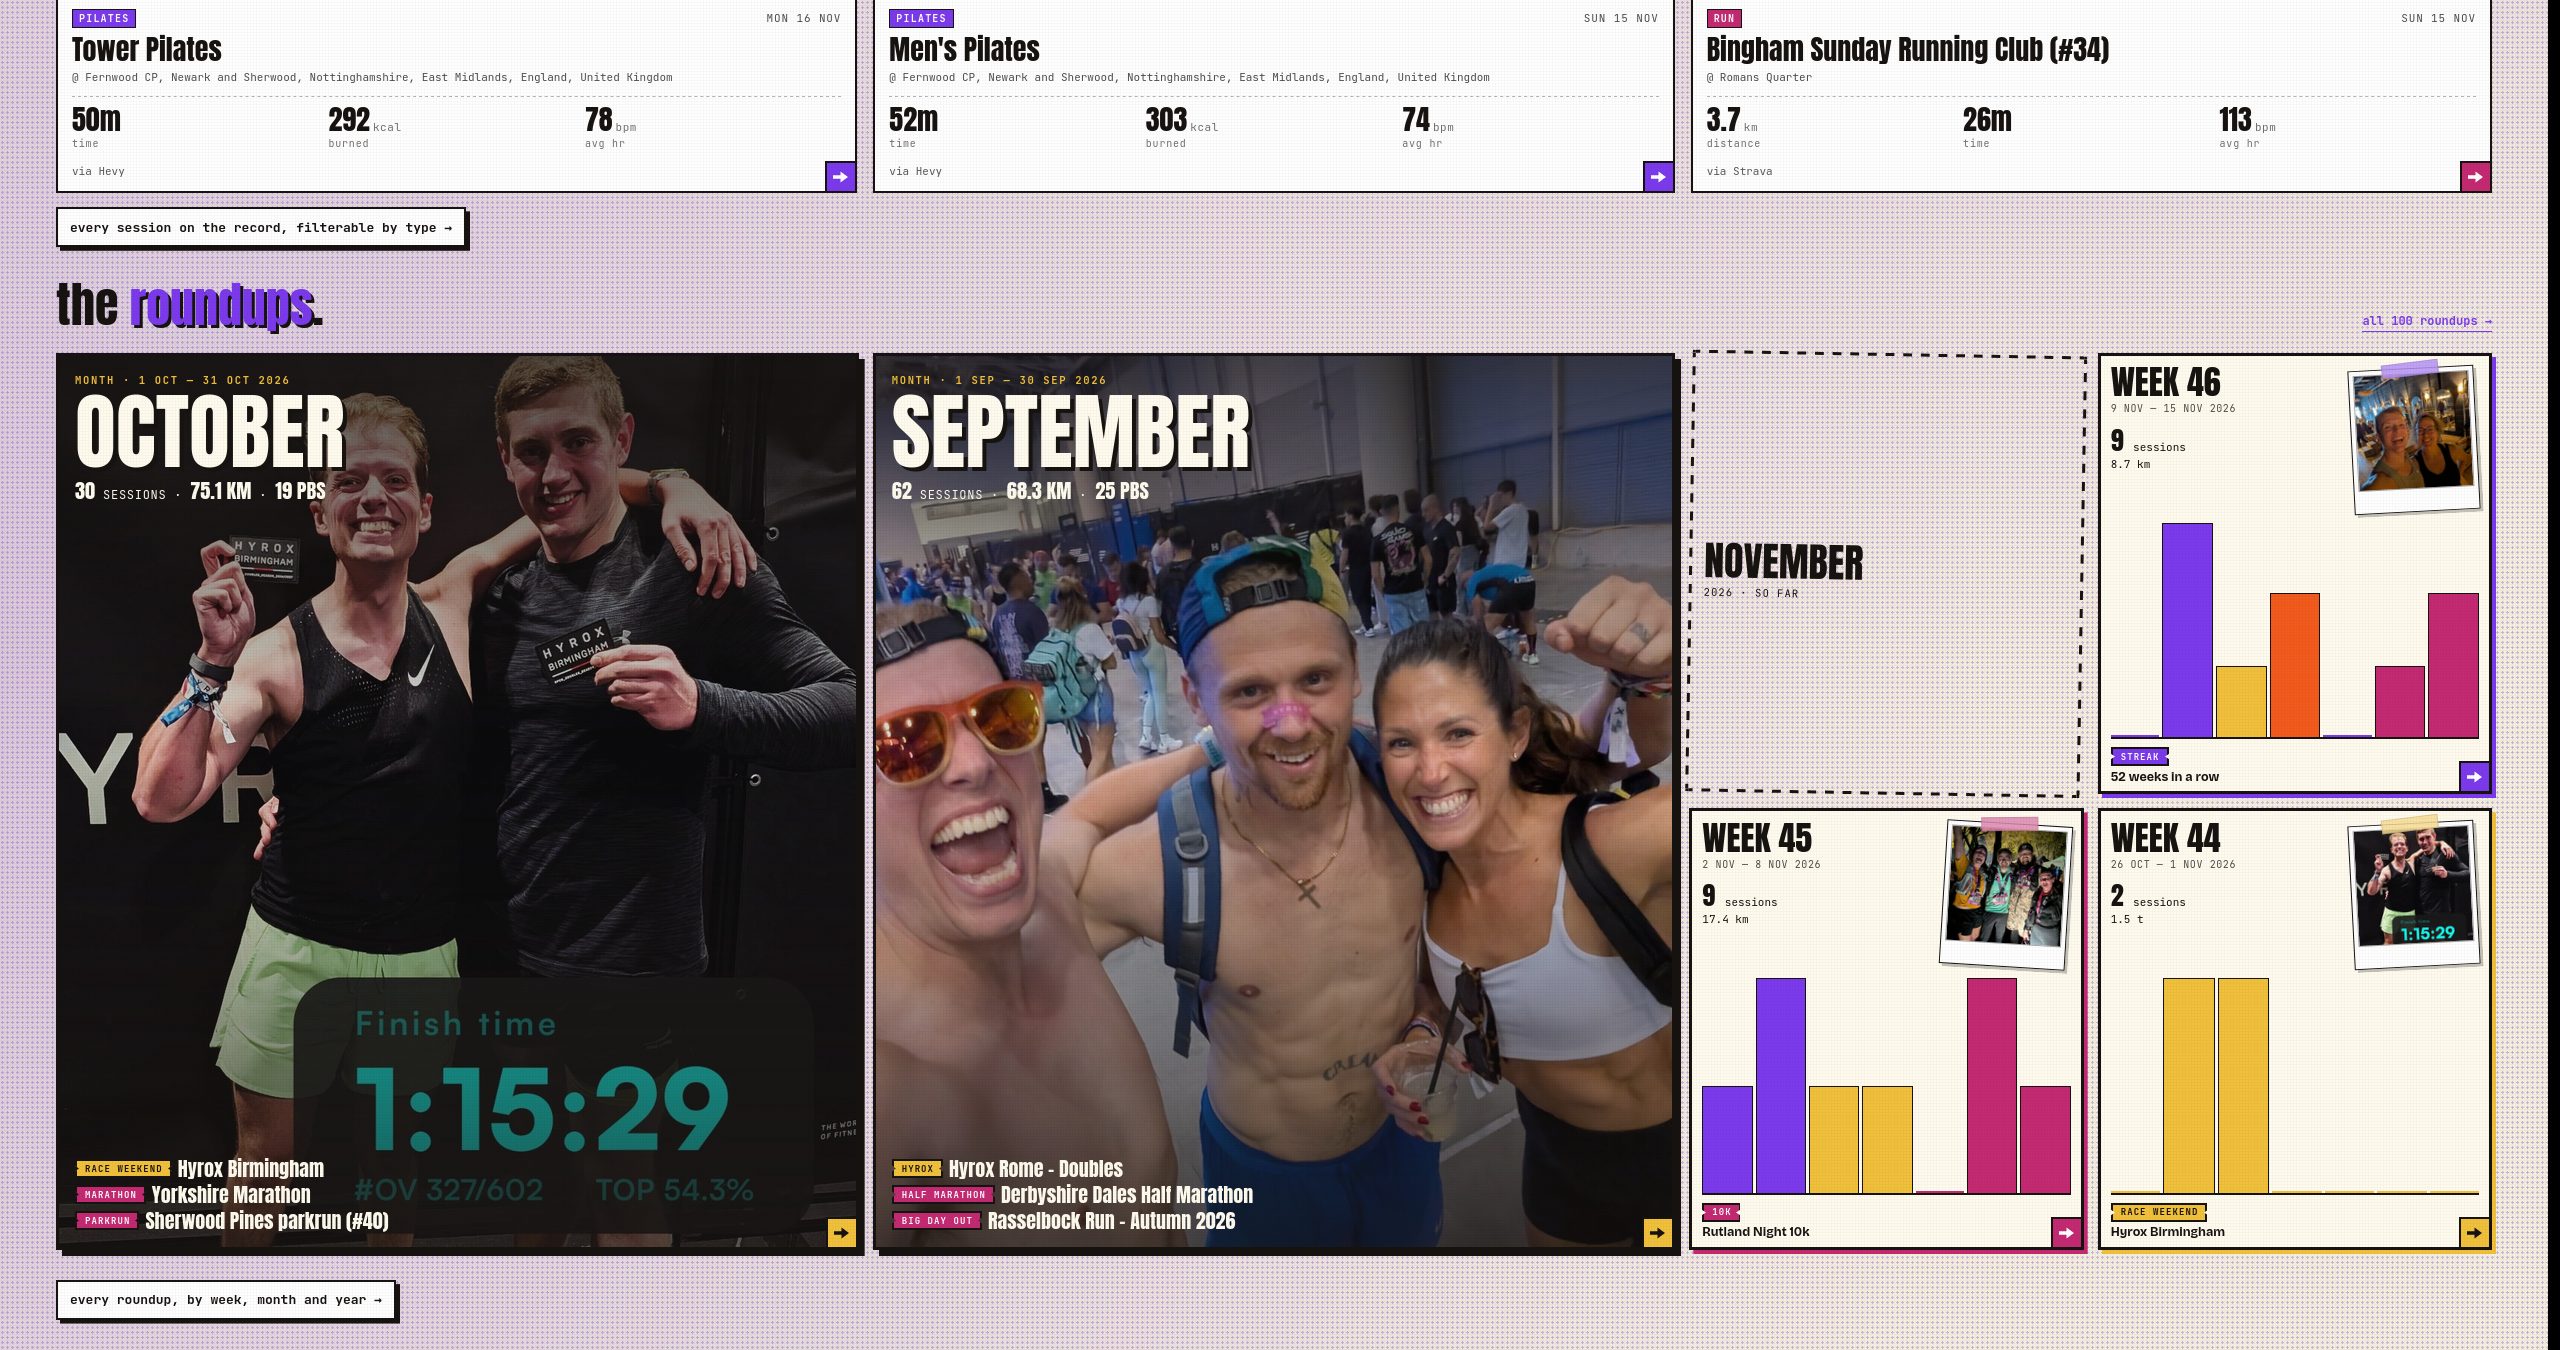 PILATES
MON 16 NOV
Tower Pilates
@ Fernwood CP, Newark and Sherwood, Nottinghamshire, East Midlands, England, United Kingdom
50m
time
292 kcal
burned
78 bpm
avg hr
via Hevy
PILATES
SUN 15 NOV
Men's Pilates
@ Fernwood CP, Newark and Sherwood, Nottinghamshire, East Midlands, England, United Kingdom
52m
time
303 kcal
burned
74 bpm
avg hr
via Hevy
RUN
SUN 15 NOV
Bingham Sunday Running Club (#34)
@ Romans Quarter
3.7 km
distance
26m
time
113 bpm
avg hr
via Strava
every session on the record, filterable by type →
the roundups.
all 100 roundups →
MONTH · 1 OCT — 31 OCT 2026
OCTOBER
30 SESSIONS · 75.1 KM · 19 PBS
HYROX
BIRMINGHAM
HYROX
BIRMINGHAM
Y R
Finish time
1:15:29
#OV 327/602 TOP 54.3%
RACE WEEKEND Hyrox Birmingham
MARATHON Yorkshire Marathon
PARKRUN Sherwood Pines parkrun (#40)
MONTH · 1 SEP — 30 SEP 2026
SEPTEMBER
62 SESSIONS · 68.3 KM · 25 PBS
HYROX Hyrox Rome - Doubles
HALF MARATHON Derbyshire Dales Half Marathon
BIG DAY OUT Rasselbock Run - Autumn 2026
NOVEMBER
2026 · SO FAR
WEEK 46
9 NOV — 15 NOV 2026
9 sessions
8.7 km
STREAK
52 weeks in a row
WEEK 45
2 NOV — 8 NOV 2026
9 sessions
17.4 km
10K
Rutland Night 10k
WEEK 44
26 OCT — 1 NOV 2026
2 sessions
1.5 t
1:15:29
RACE WEEKEND
Hyrox Birmingham
every roundup, by week, month and year →